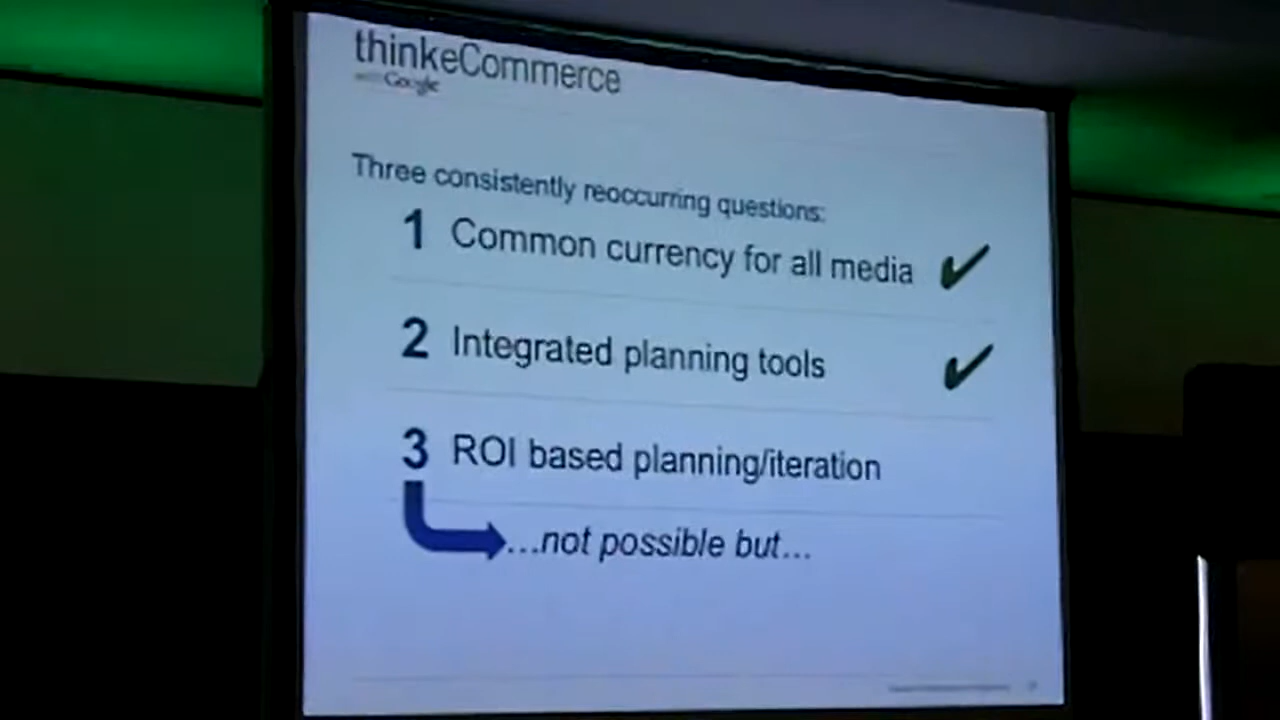 thinkeCommerce
with Google
Three consistently reoccurring questions:
1 Common currency for all media ✔
2 Integrated planning tools ✔
3 ROI based planning/iteration
...not possible but...